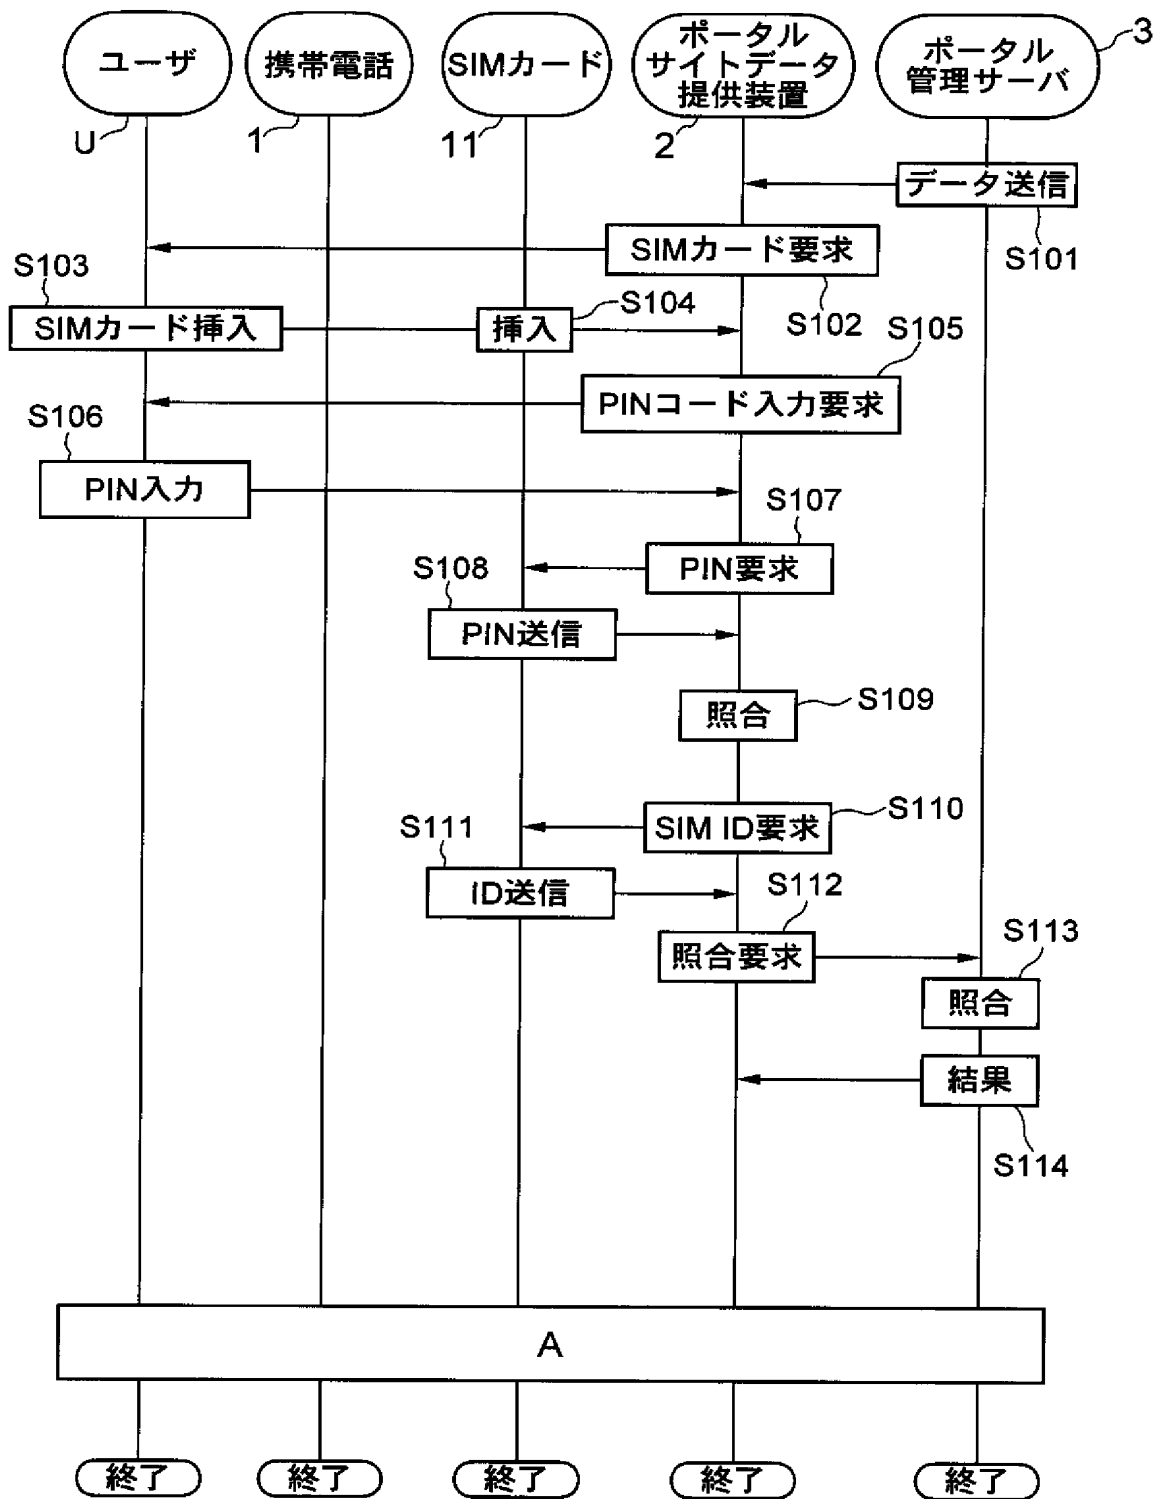 ユーザ
携帯電話
SIMカード
ポータル
サイトデータ
提供装置
ポータル
管理サーバ
3
U
1
11
2
データ送信
S101
SIMカード要求
S102
S103
SIMカード挿入
挿入
S104
S105
PINコード入力要求
S106
PIN入力
S107
PIN要求
S108
PIN送信
照合
S109
SIM ID要求
S110
S111
ID送信
S112
照合要求
S113
照合
結果
S114
A
終了
終了
終了
終了
終了